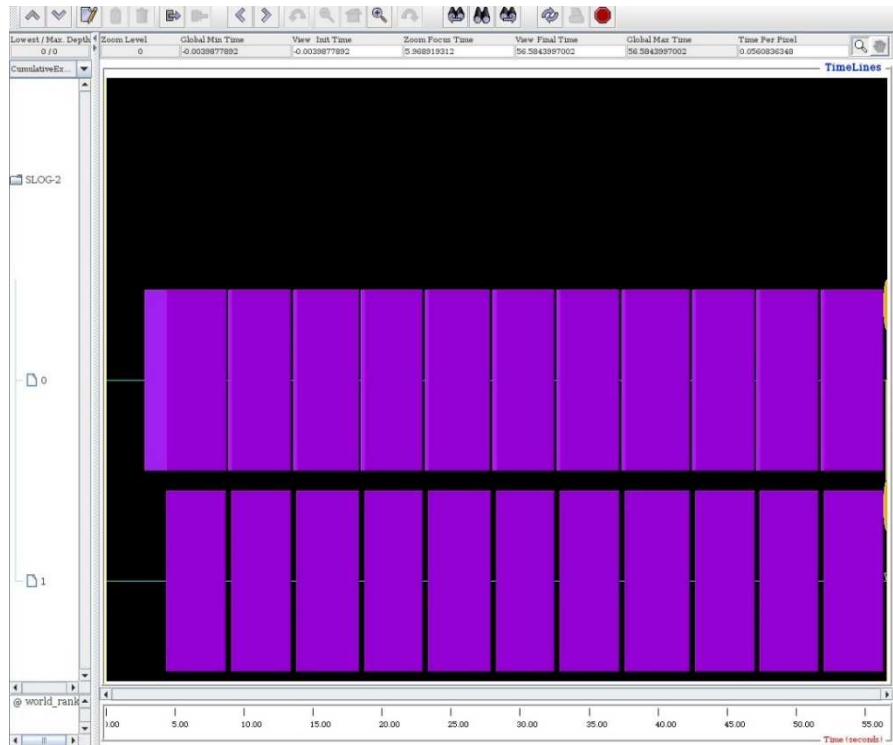 Lowest / Max. Depth Zoom Level Global Min Time View Init Time Zoom Focus Time View Final Time Global Max Time Time Per Pixel
0 / 0 0 -0.0039877892 -0.0039877892 5.968919312 56.5843997002 56.5843997002 0.0560836348
CumulativeEx... TimeLines
SLOG-2
0
1
@ world_rank
0.00 5.00 10.00 15.00 20.00 25.00 30.00 35.00 40.00 45.00 50.00 55.00
Time (seconds)